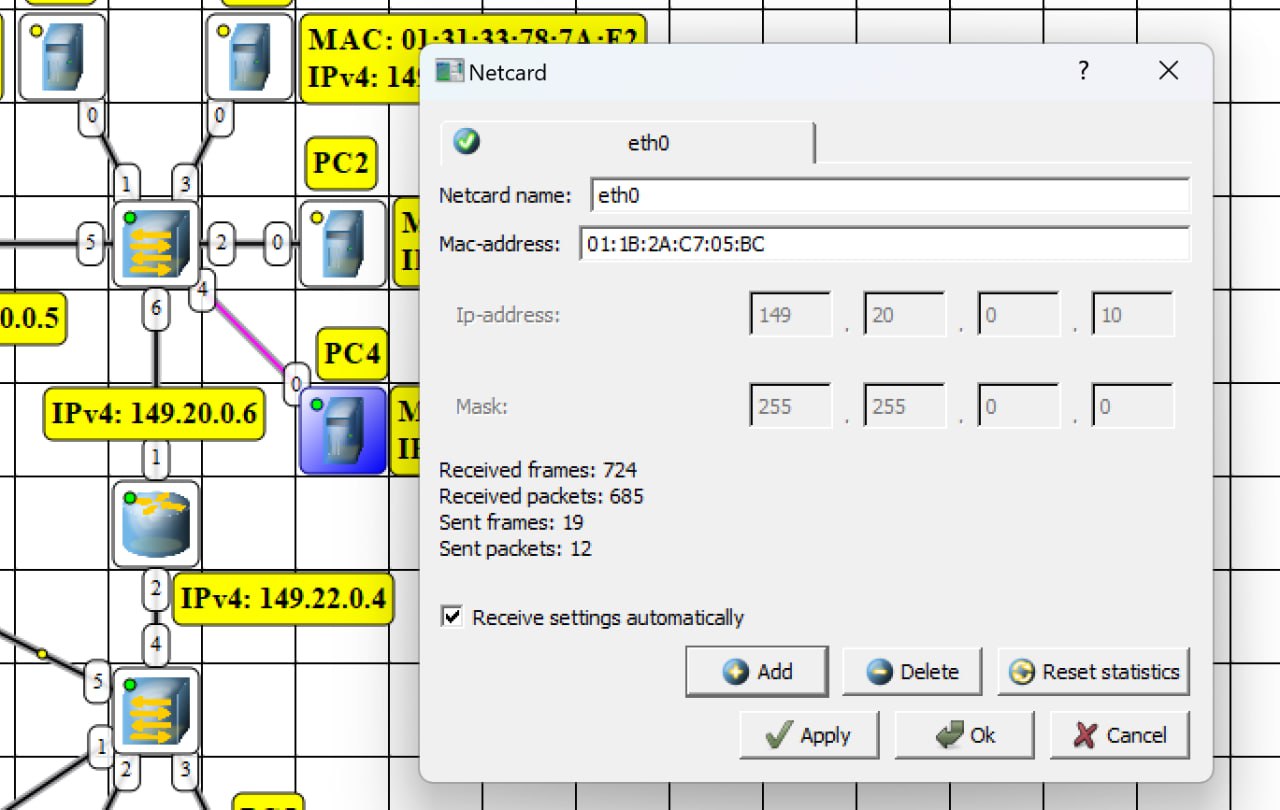 MAC: 01:31:33:78:7A:F2
IPv4: 149
Netcard
?
0
0
eth0
PC2
1
3
Netcard name:
eth0
5
2
0
Mac-address:
01:1B:2A:C7:05:BC
4
6
0.0.5
Ip-address:
149 . 20 . 0 . 10
PC4
0
IPv4: 149.20.0.6
Mask:
255 . 255 . 0 . 0
1
Received frames: 724
Received packets: 685
Sent frames: 19
Sent packets: 12
2
IPv4: 149.22.0.4
Receive settings automatically
4
5
Add
Delete
Reset statistics
1
Apply
Ok
Cancel
2
3